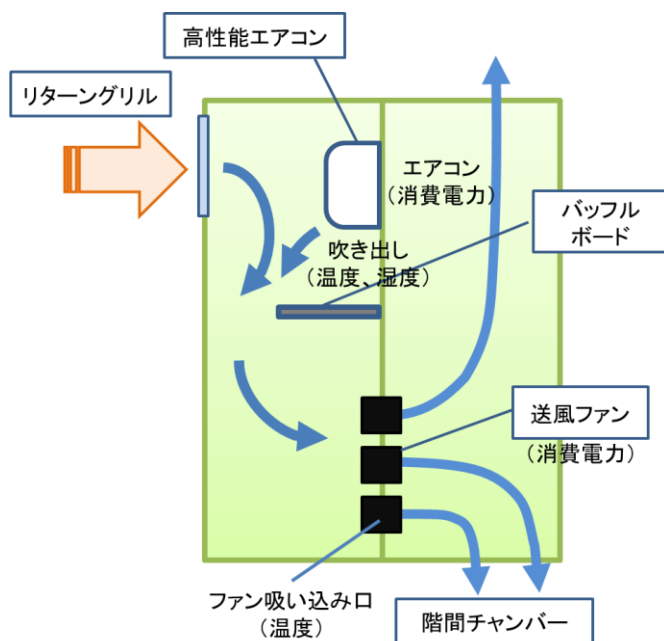 高性能エアコン
リターングリル
エアコン
（消費電力）
バッフル
ボード
吹き出し
（温度、湿度）
送風ファン
（消費電力）
ファン吸い込み口
（温度）
階間チャンバー